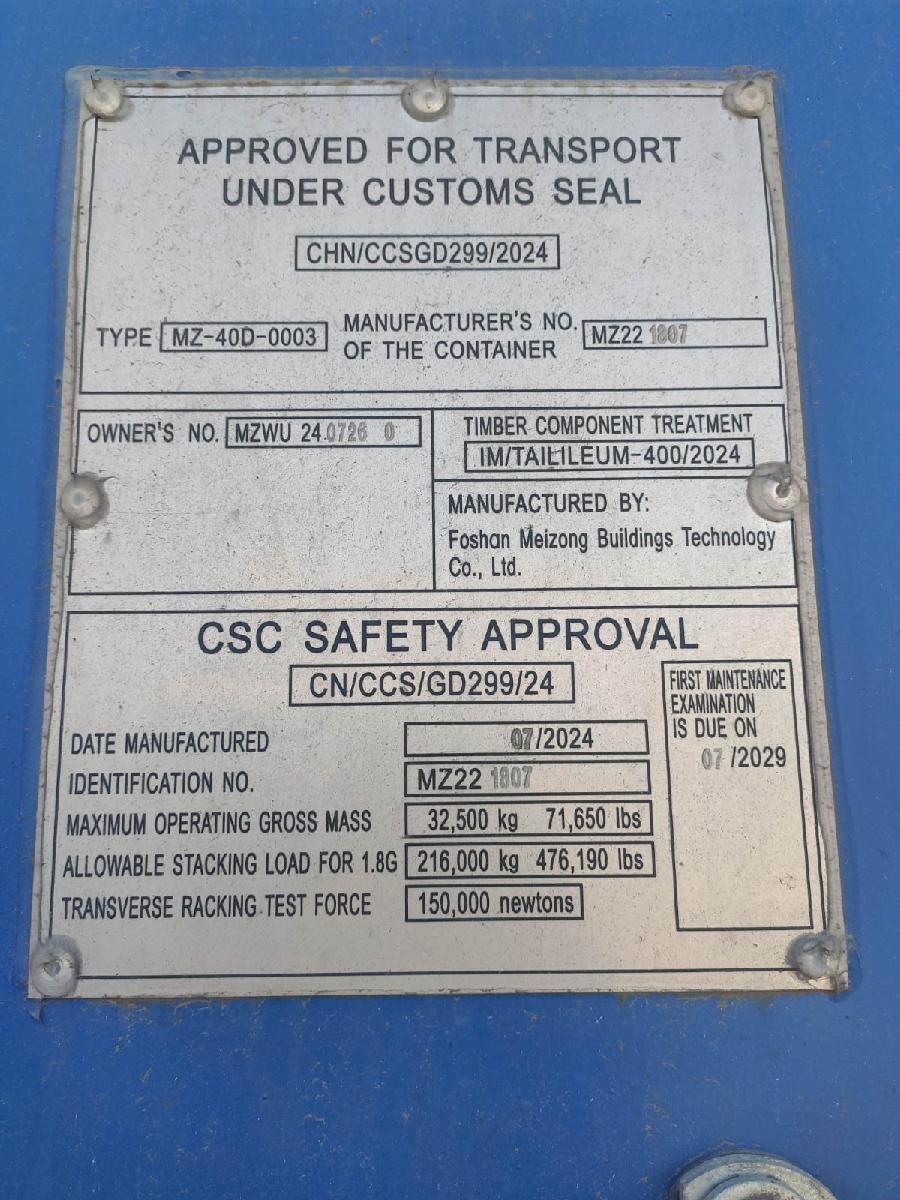 APPROVED FOR TRANSPORT
UNDER CUSTOMS SEAL
CHN/CCSGD299/2024
TYPE MZ-40D-0003 MANUFACTURER'S NO. OF THE CONTAINER MZ22 1807
OWNER'S NO. MZWU 24 0726 0
TIMBER COMPONENT TREATMENT
IM/TAILILEUM-400/2024
MANUFACTURED BY:
Foshan Meizong Buildings Technology
Co., Ltd.
CSC SAFETY APPROVAL
CN/CCS/GD299/24
DATE MANUFACTURED 07/2024
IDENTIFICATION NO. MZ22 1807
MAXIMUM OPERATING GROSS MASS 32,500 kg 71,650 lbs
ALLOWABLE STACKING LOAD FOR 1.8G 216,000 kg 476,190 lbs
TRANSVERSE RACKING TEST FORCE 150,000 newtons
FIRST MAINTENANCE
EXAMINATION
IS DUE ON
07 /2029